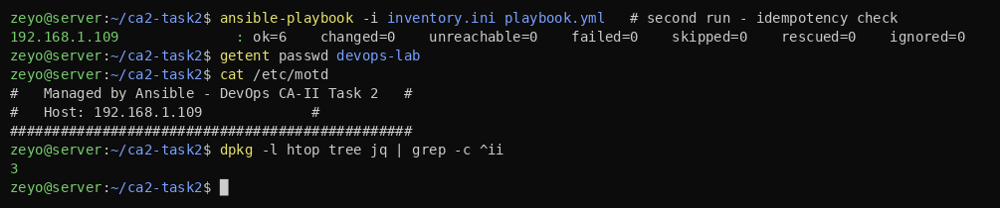 zeyo@server:~/ca2-task2$ ansible-playbook -i inventory.ini playbook.yml   # second run - idempotency check
192.168.1.109              : ok=6    changed=0    unreachable=0    failed=0    skipped=0    rescued=0    ignored=0
zeyo@server:~/ca2-task2$ getent passwd devops-lab
zeyo@server:~/ca2-task2$ cat /etc/motd
#   Managed by Ansible - DevOps CA-II Task 2   #
#   Host: 192.168.1.109             #
################################################
zeyo@server:~/ca2-task2$ dpkg -l htop tree jq | grep -c ^ii
3
zeyo@server:~/ca2-task2$